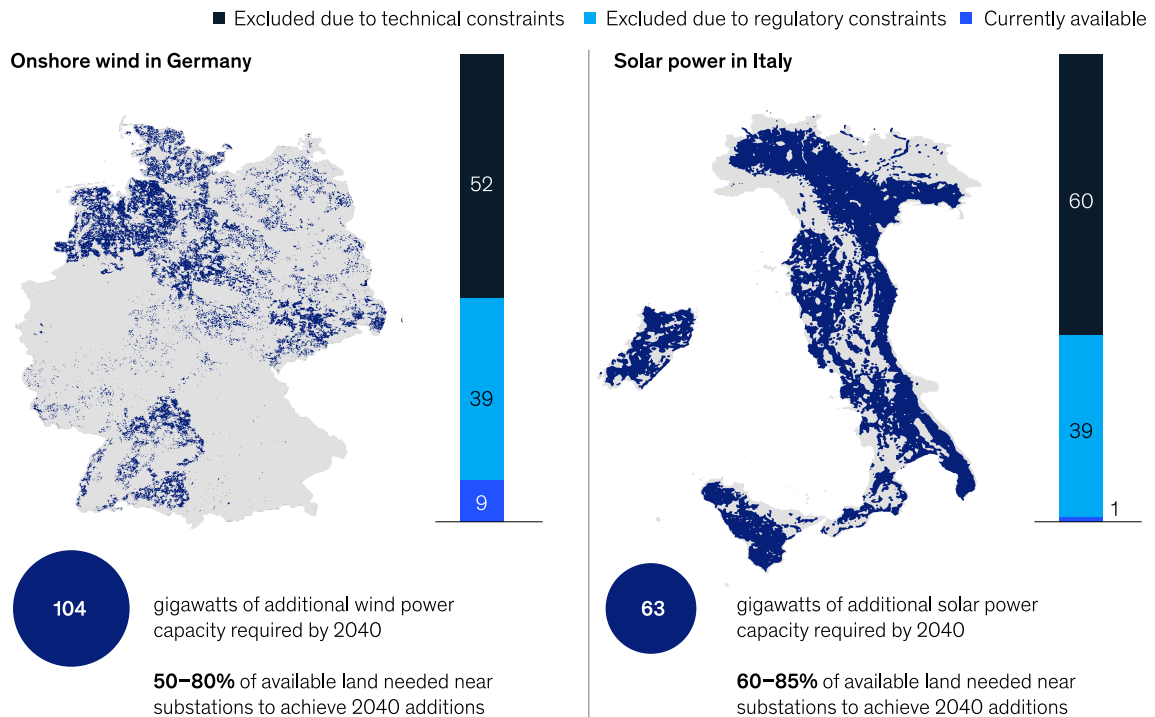 Excluded due to technical constraints Excluded due to regulatory constraints Currently available
Onshore wind in Germany
52
39
9
104
gigawatts of additional wind power
capacity required by 2040
50–80% of available land needed near
substations to achieve 2040 additions
Solar power in Italy
60
39
1
63
gigawatts of additional solar power
capacity required by 2040
60–85% of available land needed near
substations to achieve 2040 additions